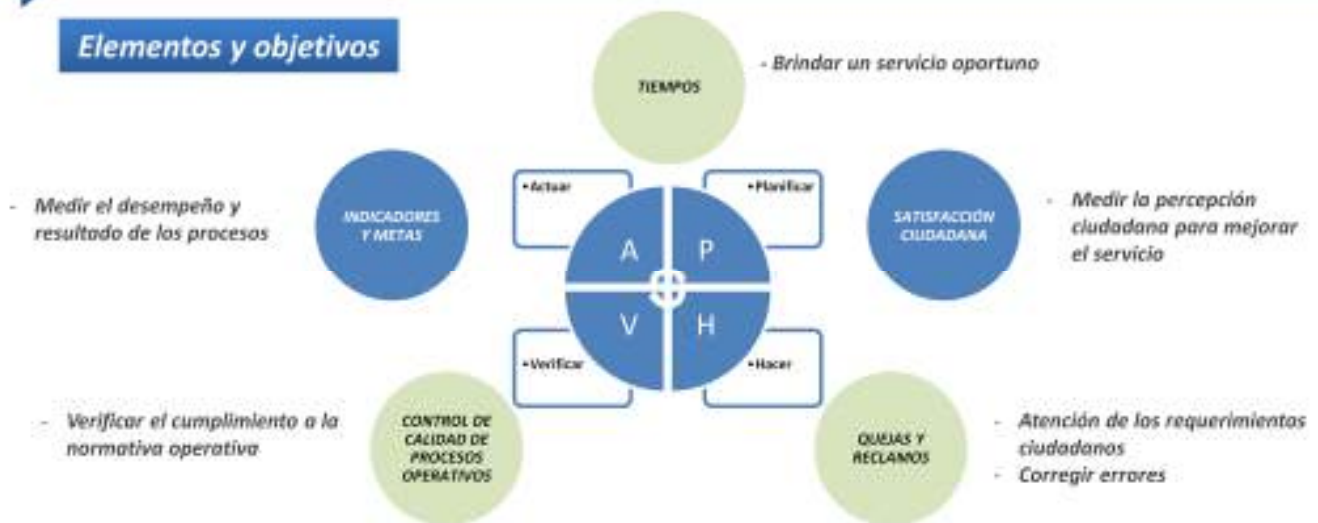 Elementos y objetivos
TIEMPOS
- Brindar un servicio oportuno
INDICADORES
Y METAS
- Medir el desempeño y
resultado de los procesos
•Actuar
•Planificar
A
P
V
H
•Verificar
•Hacer
SATISFACCIÓN
CIUDADANA
- Medir la percepción
ciudadana para mejorar
el servicio
- Verificar el cumplimiento a la
normativa operativa
CONTROL DE
CALIDAD DE
PROCESOS
OPERATIVOS
QUEJAS Y
RECLAMOS
- Atención de los requerimientos
ciudadanos
- Corregir errores